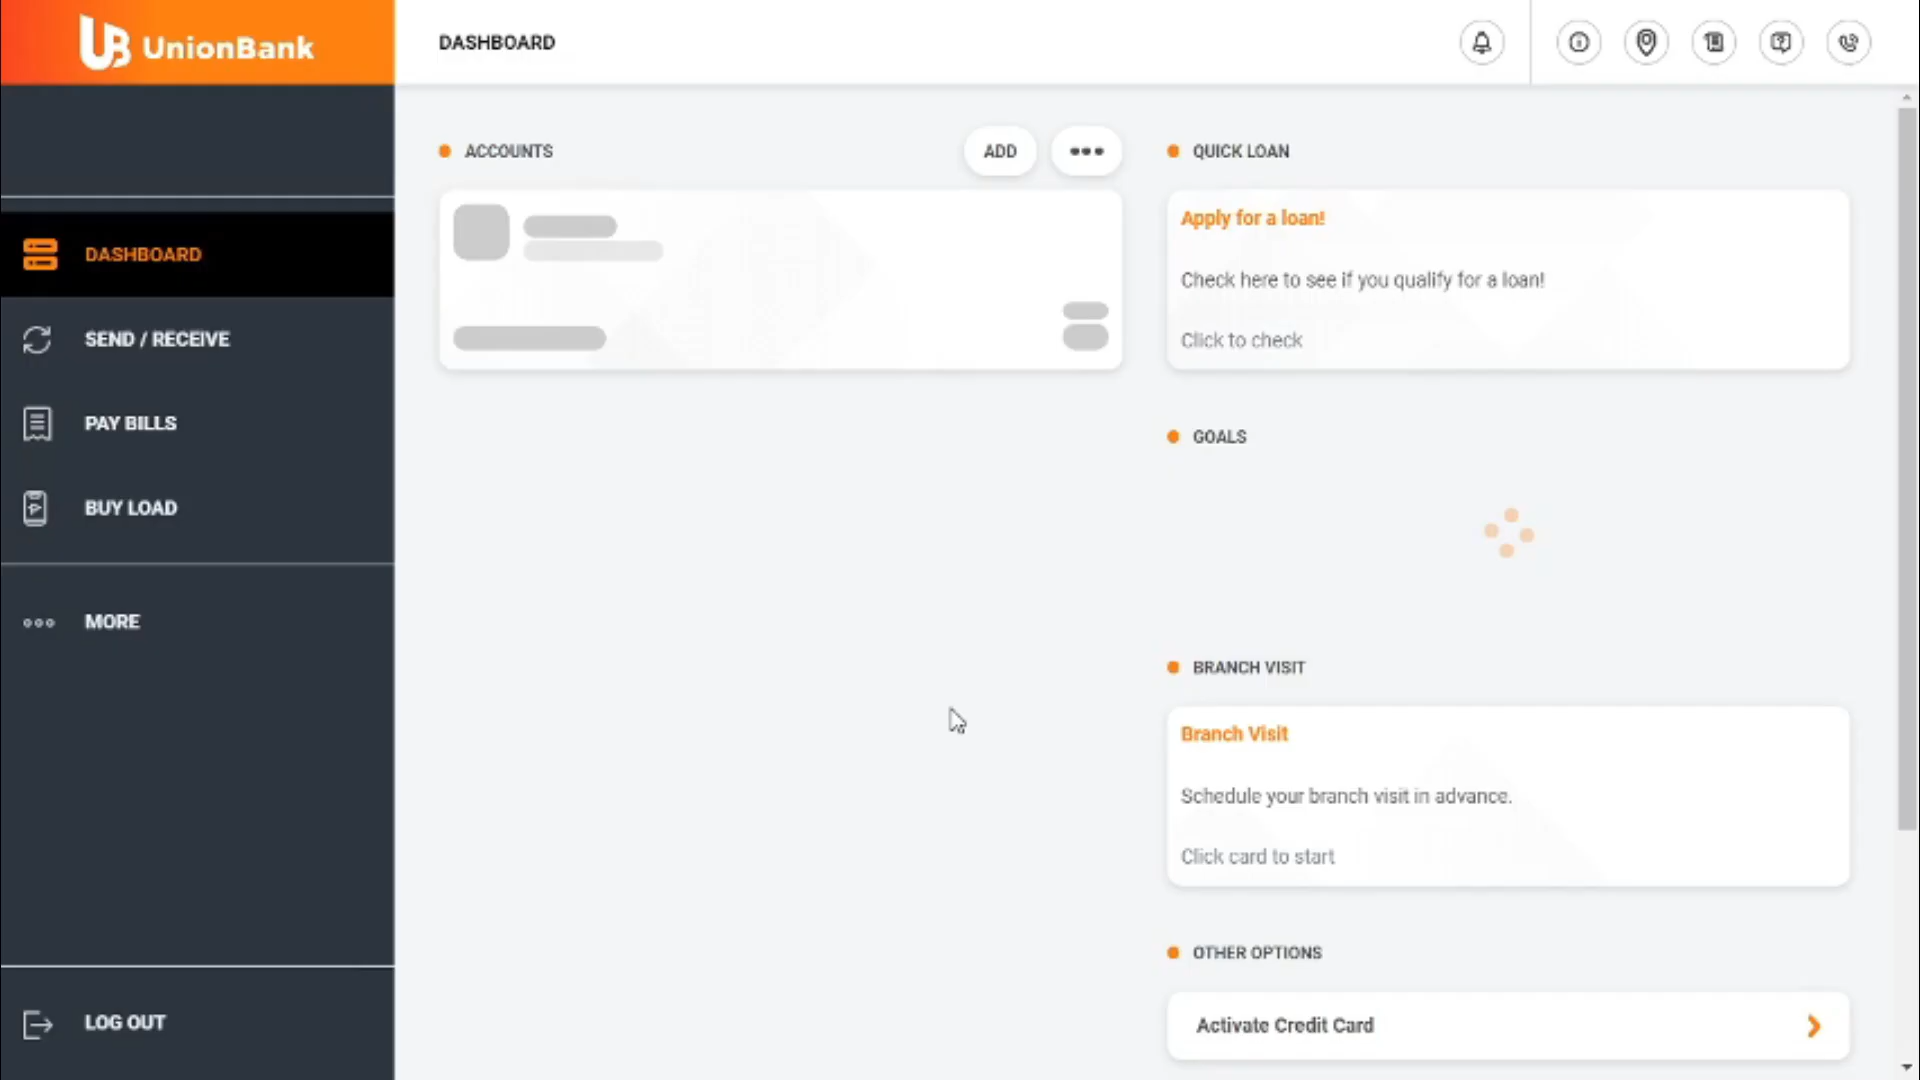 UB UnionBank
DASHBOARD
DASHBOARD
SEND / RECEIVE
PAY BILLS
BUY LOAD
MORE
LOG OUT
ACCOUNTS
ADD
QUICK LOAN
Apply for a loan!
Check here to see if you qualify for a loan!
Click to check
GOALS
BRANCH VISIT
Branch Visit
Schedule your branch visit in advance.
Click card to start
OTHER OPTIONS
Activate Credit Card